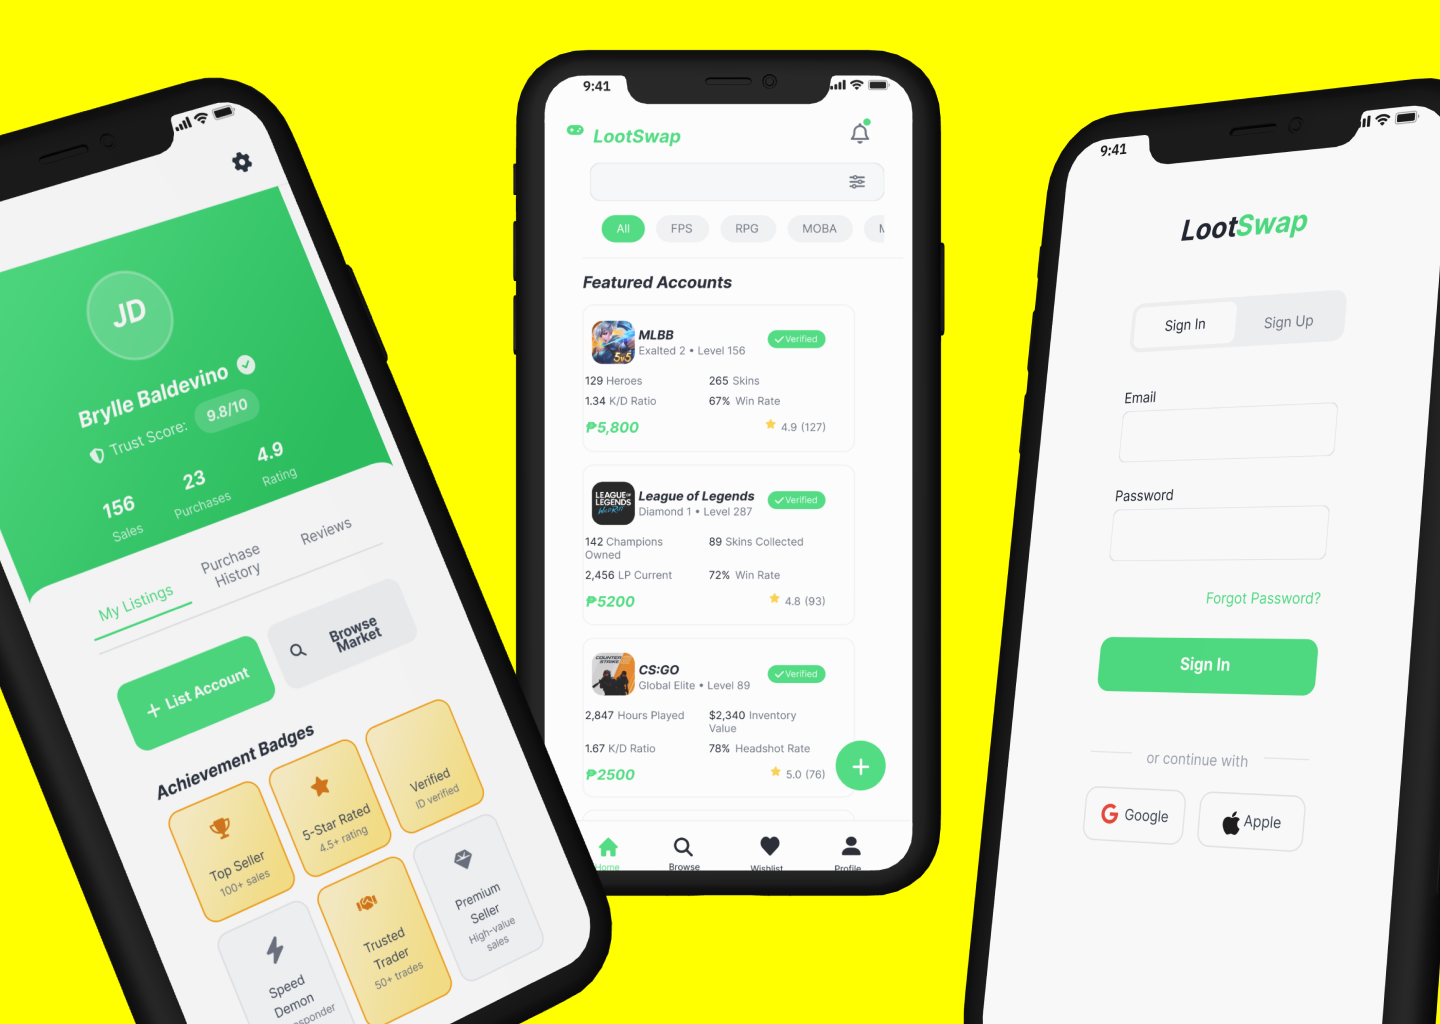 JD
Brylle Baldevino
Trust Score: 9.8/10
156 23 4.9
Sales Purchases Rating
My Listings Purchase History Reviews
+ List Account
Browse Market
Achievement Badges
Top Seller
100+ sales
5-Star Rated
4.5+ rating
Verified
ID verified
Speed Demon
Trusted Trader
50+ trades
Premium Seller
High-value sales
9:41
LootSwap
All FPS RPG MOBA
Featured Accounts
MLBB
5v5
Exalted 2 • Level 156
Verified
129 Heroes 265 Skins
1.34 K/D Ratio 67% Win Rate
₱5,800 4.9 (127)
LEAGUE OF LEGENDS
WILD RIFT
League of Legends
Diamond 1 • Level 287
Verified
142 Champions Owned 89 Skins Collected
2,456 LP Current 72% Win Rate
₱5200 4.8 (93)
COUNTER STRIKE
CS:GO
Global Elite • Level 89
Verified
2,847 Hours Played $2,340 Inventory Value
1.67 K/D Ratio 78% Headshot Rate
₱2500 5.0 (76)
+
Home Browse Wishlist Profile
9:41
LootSwap
Sign In Sign Up
Email
Password
Forgot Password?
Sign In
or continue with
Google Apple